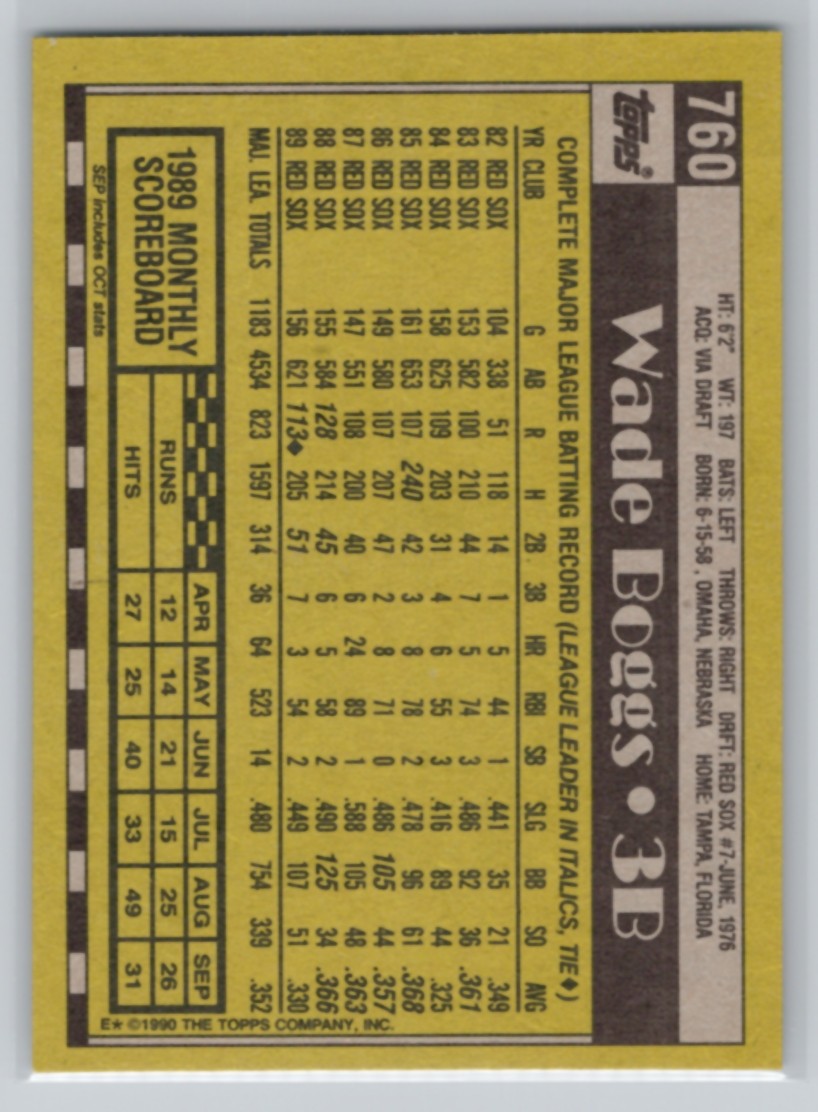 760
HT: 6'2" WT: 197 BATS: LEFT THROWS: RIGHT DRFT: RED SOX #7-JUNE, 1976
ACQ: VIA DRAFT BORN: 6-15-58, OMAHA, NEBRASKA HOME: TAMPA, FLORIDA
TOPPS®
Wade Boggs • 3B
COMPLETE MAJOR LEAGUE BATTING RECORD (LEAGUE LEADER IN ITALICS, TIE♦)
YR CLUB G AB R H 2B 3B HR RBI SB SLG BB SO AVG
82 RED SOX 104 338 51 118 14 1 5 44 1 .441 35 21 .349
83 RED SOX 153 582 100 210 44 7 5 74 3 .486 92 36 .361
84 RED SOX 158 625 109 203 31 4 6 55 3 .416 89 44 .325
85 RED SOX 161 653 107 240 42 3 8 78 2 .478 96 61 .368
86 RED SOX 149 580 107 207 47 2 8 71 0 .486 105 44 .357
87 RED SOX 147 551 108 200 40 6 24 89 1 .588 105 48 .363
88 RED SOX 155 584 128 214 45 6 5 58 2 .490 125 34 .366
89 RED SOX 156 621 113♦ 205 51 7 3 54 2 .449 107 51 .330
MAJ. LEA. TOTALS 1183 4534 823 1597 314 36 64 523 14 .480 754 339 .352
1989 MONTHLY
SCOREBOARD
APR MAY JUN JUL AUG SEP
RUNS 12 14 21 15 25 26
HITS 27 25 40 33 49 31
SEP includes OCT stats
E★ ©1990 THE TOPPS COMPANY, INC.